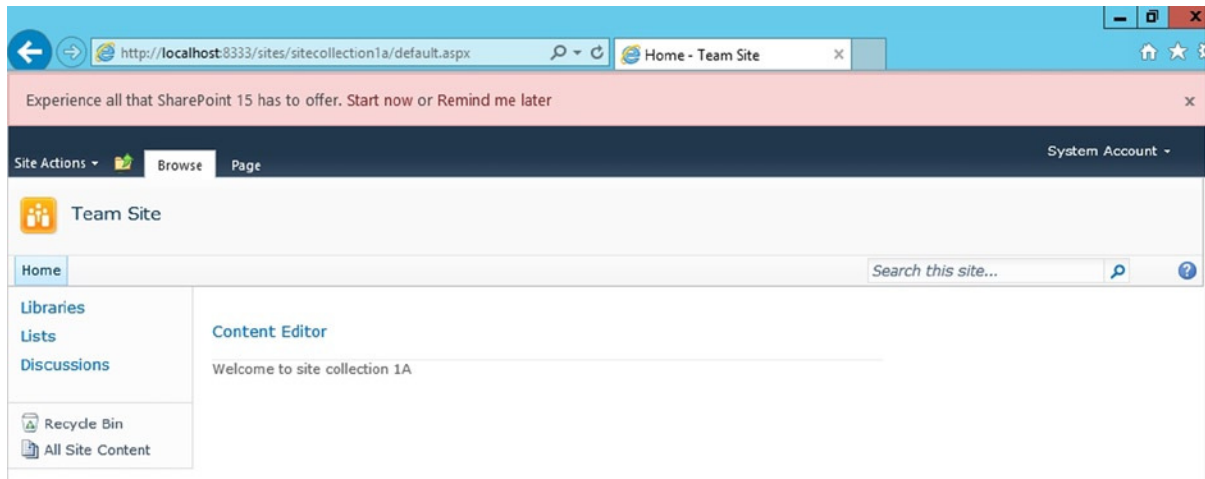 http://localhost:8333/sites/sitecollection1a/default.aspx
Home - Team Site
Experience all that SharePoint 15 has to offer. Start now or Remind me later
System Account
Site Actions
Browse
Page
Team Site
Home
Search this site...
Libraries
Lists
Discussions
Content Editor
Welcome to site collection 1A
Recycle Bin
All Site Content